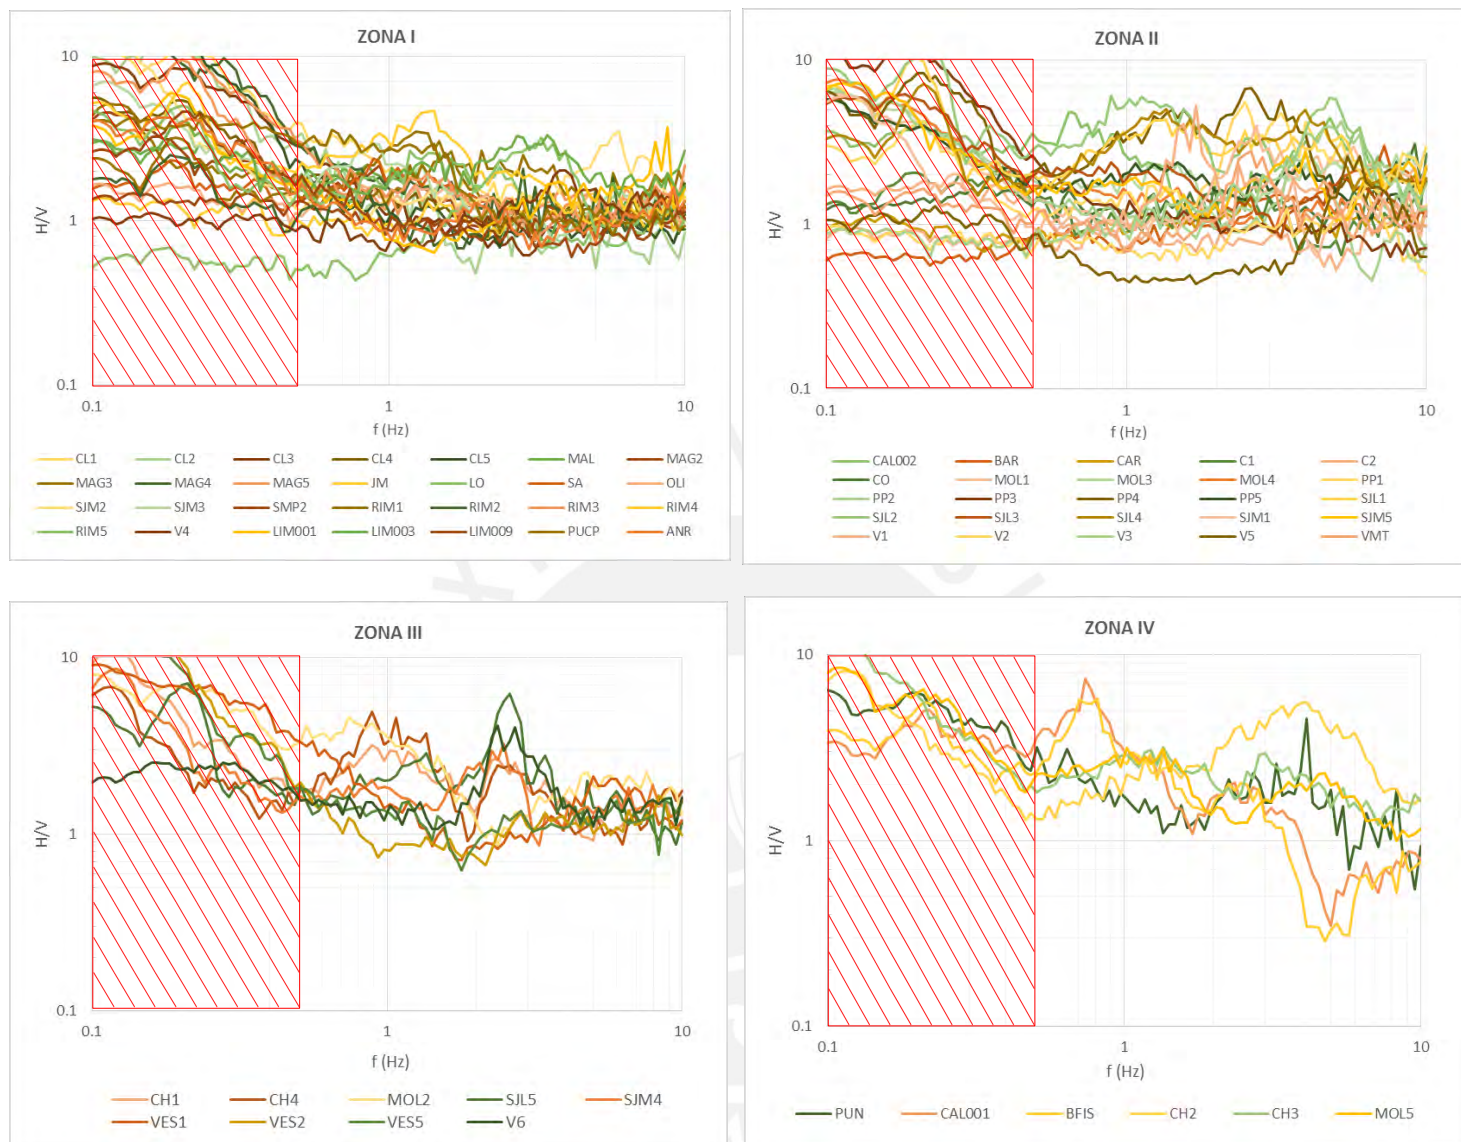 ZONA I
10
1
0.1
H/V
0.1 1 10
f (Hz)
CL1 CL2 CL3 CL4 CL5 MAL MAG2
MAG3 MAG4 MAG5 JM LO SA OLI
SJM2 SJM3 SMP2 RIM1 RIM2 RIM3 RIM4
RIM5 V4 LIM001 LIM003 LIM009 PUCP ANR
ZONA II
10
1
0.1
H/V
0.1 1 10
f (Hz)
CAL002 BAR CAR C1 C2
CO MOL1 MOL3 MOL4 PP1
PP2 PP3 PP4 PP5 SJL1
SJL2 SJL3 SJL4 SJM1 SJM5
V1 V2 V3 V5 VMT
ZONA III
10
1
0.1
H/V
0.1 1 10
f (Hz)
CH1 CH4 MOL2 SJL5 SJM4
VES1 VES2 VES5 V6
ZONA IV
10
1
0.1
H/V
0.1 1 10
f (Hz)
PUN CAL001 BFIS CH2 CH3 MOL5